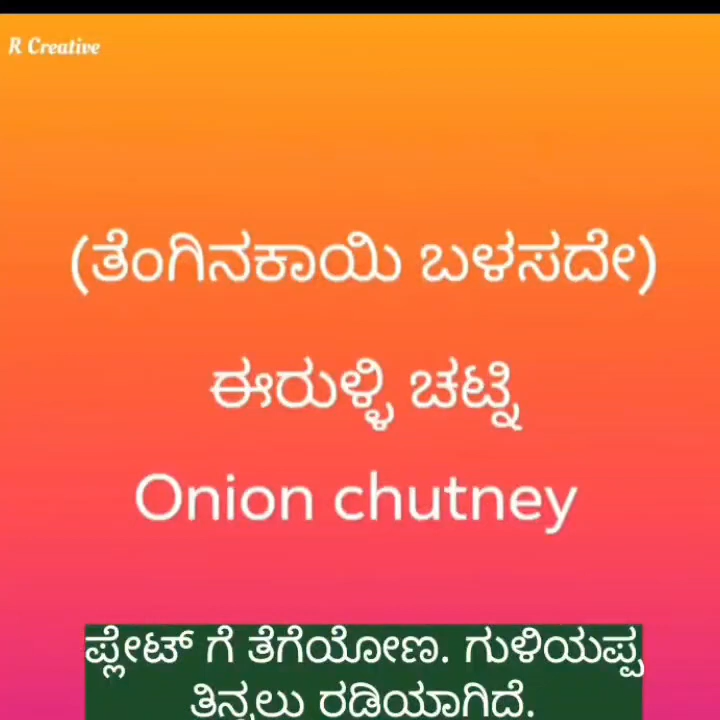 R Creative
(ತೆಂಗಿನಕಾಯಿ ಬಳಸದೇ)
ಈರುಳ್ಳಿ ಚಟ್ನಿ
Onion chutney
ಪ್ಲೇಟ್ ಗೆ ತೆಗೆಯೋಣ. ಗುಳಿಯಪ್ಪ
ತಿನ್ನಲು ರಡಿಯಾಗಿದೆ.